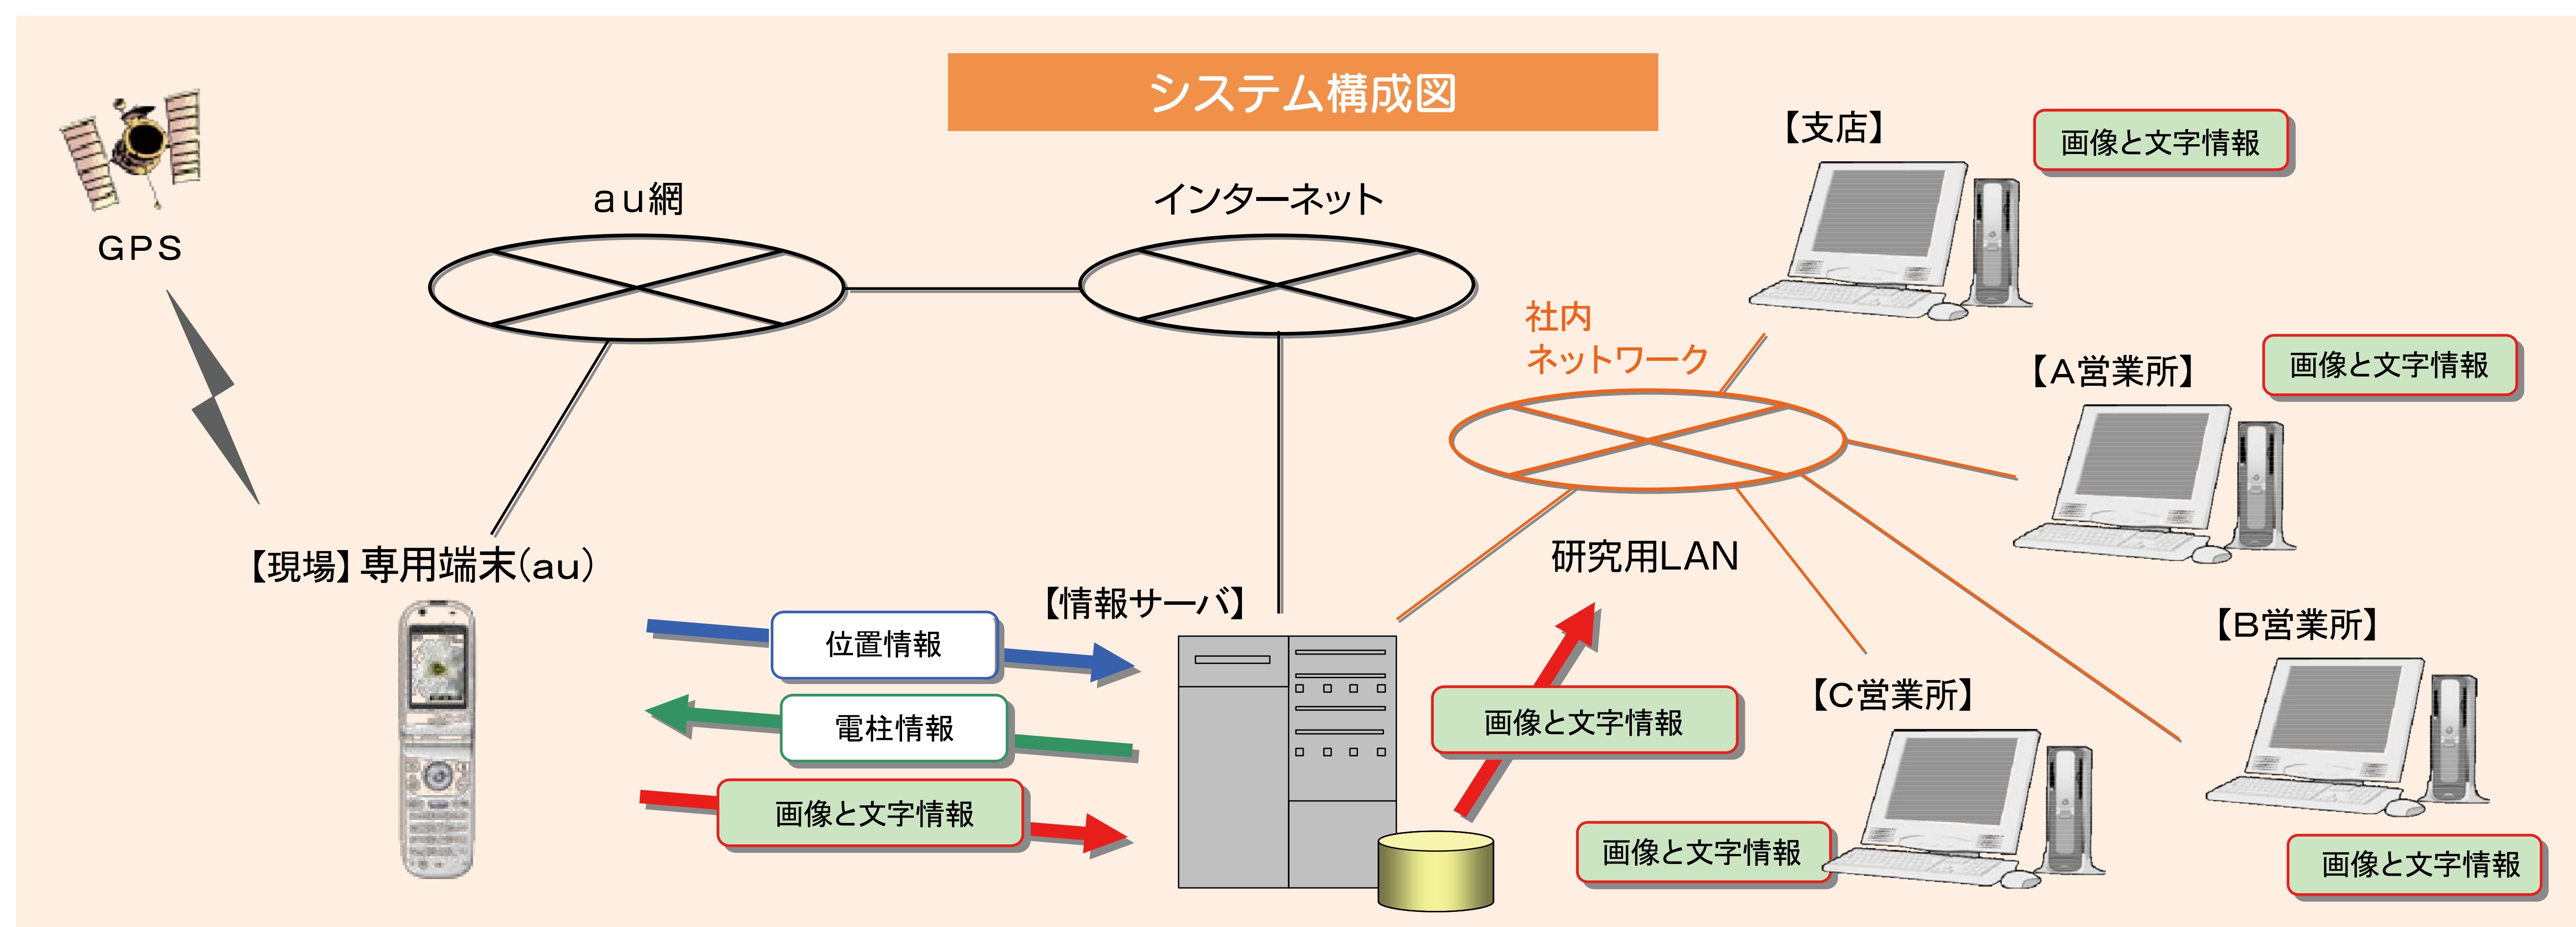 システム構成図
GPS
au網
インターネット
【支店】
画像と文字情報
社内
ネットワーク
【A営業所】
画像と文字情報
【現場】専用端末(au)
【情報サーバ】
研究用LAN
位置情報
電柱情報
画像と文字情報
画像と文字情報
【B営業所】
【C営業所】
画像と文字情報
画像と文字情報